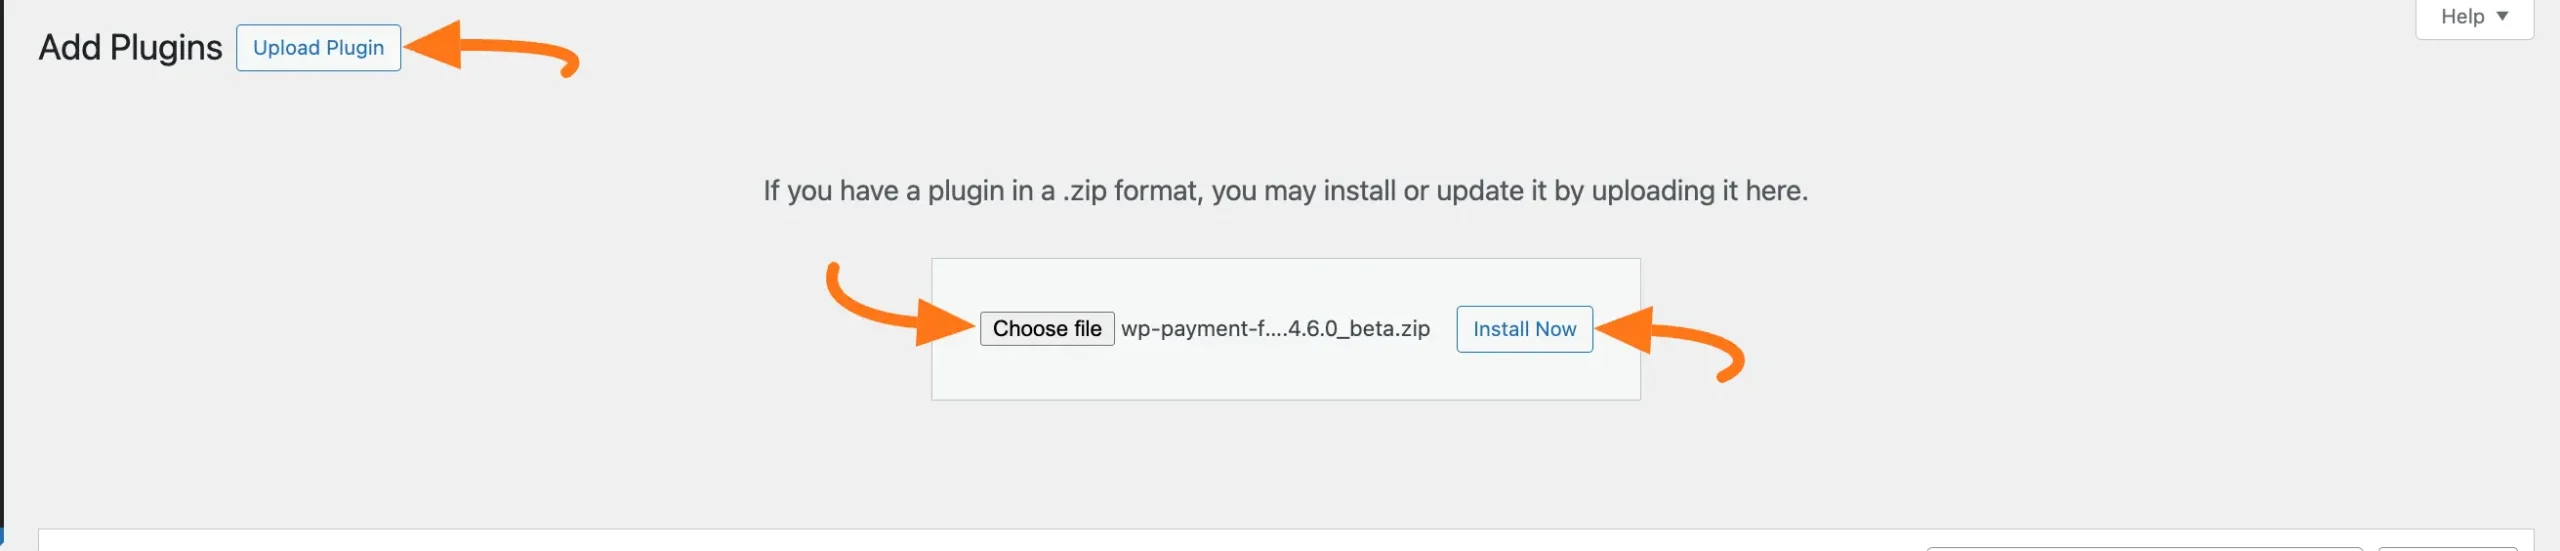 Help ▼
Add Plugins Upload Plugin
If you have a plugin in a .zip format, you may install or update it by uploading it here.
Choose file wp-payment-f....4.6.0_beta.zip Install Now